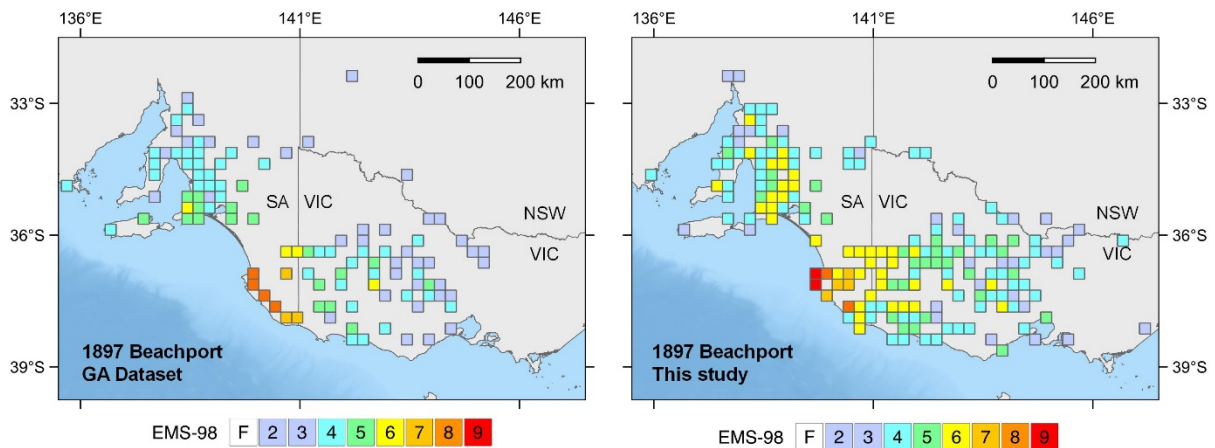 136°E 141°E 146°E 136°E 141°E 146°E
0 100 200 km 0 100 200 km
33°S 33°S
SA VIC SA VIC
NSW NSW
36°S 36°S
VIC VIC
1897 Beachport 1897 Beachport
GA Dataset This study
39°S 39°S
EMS-98 F 2 3 4 5 6 7 8 9 EMS-98 F 2 3 4 5 6 7 8 9